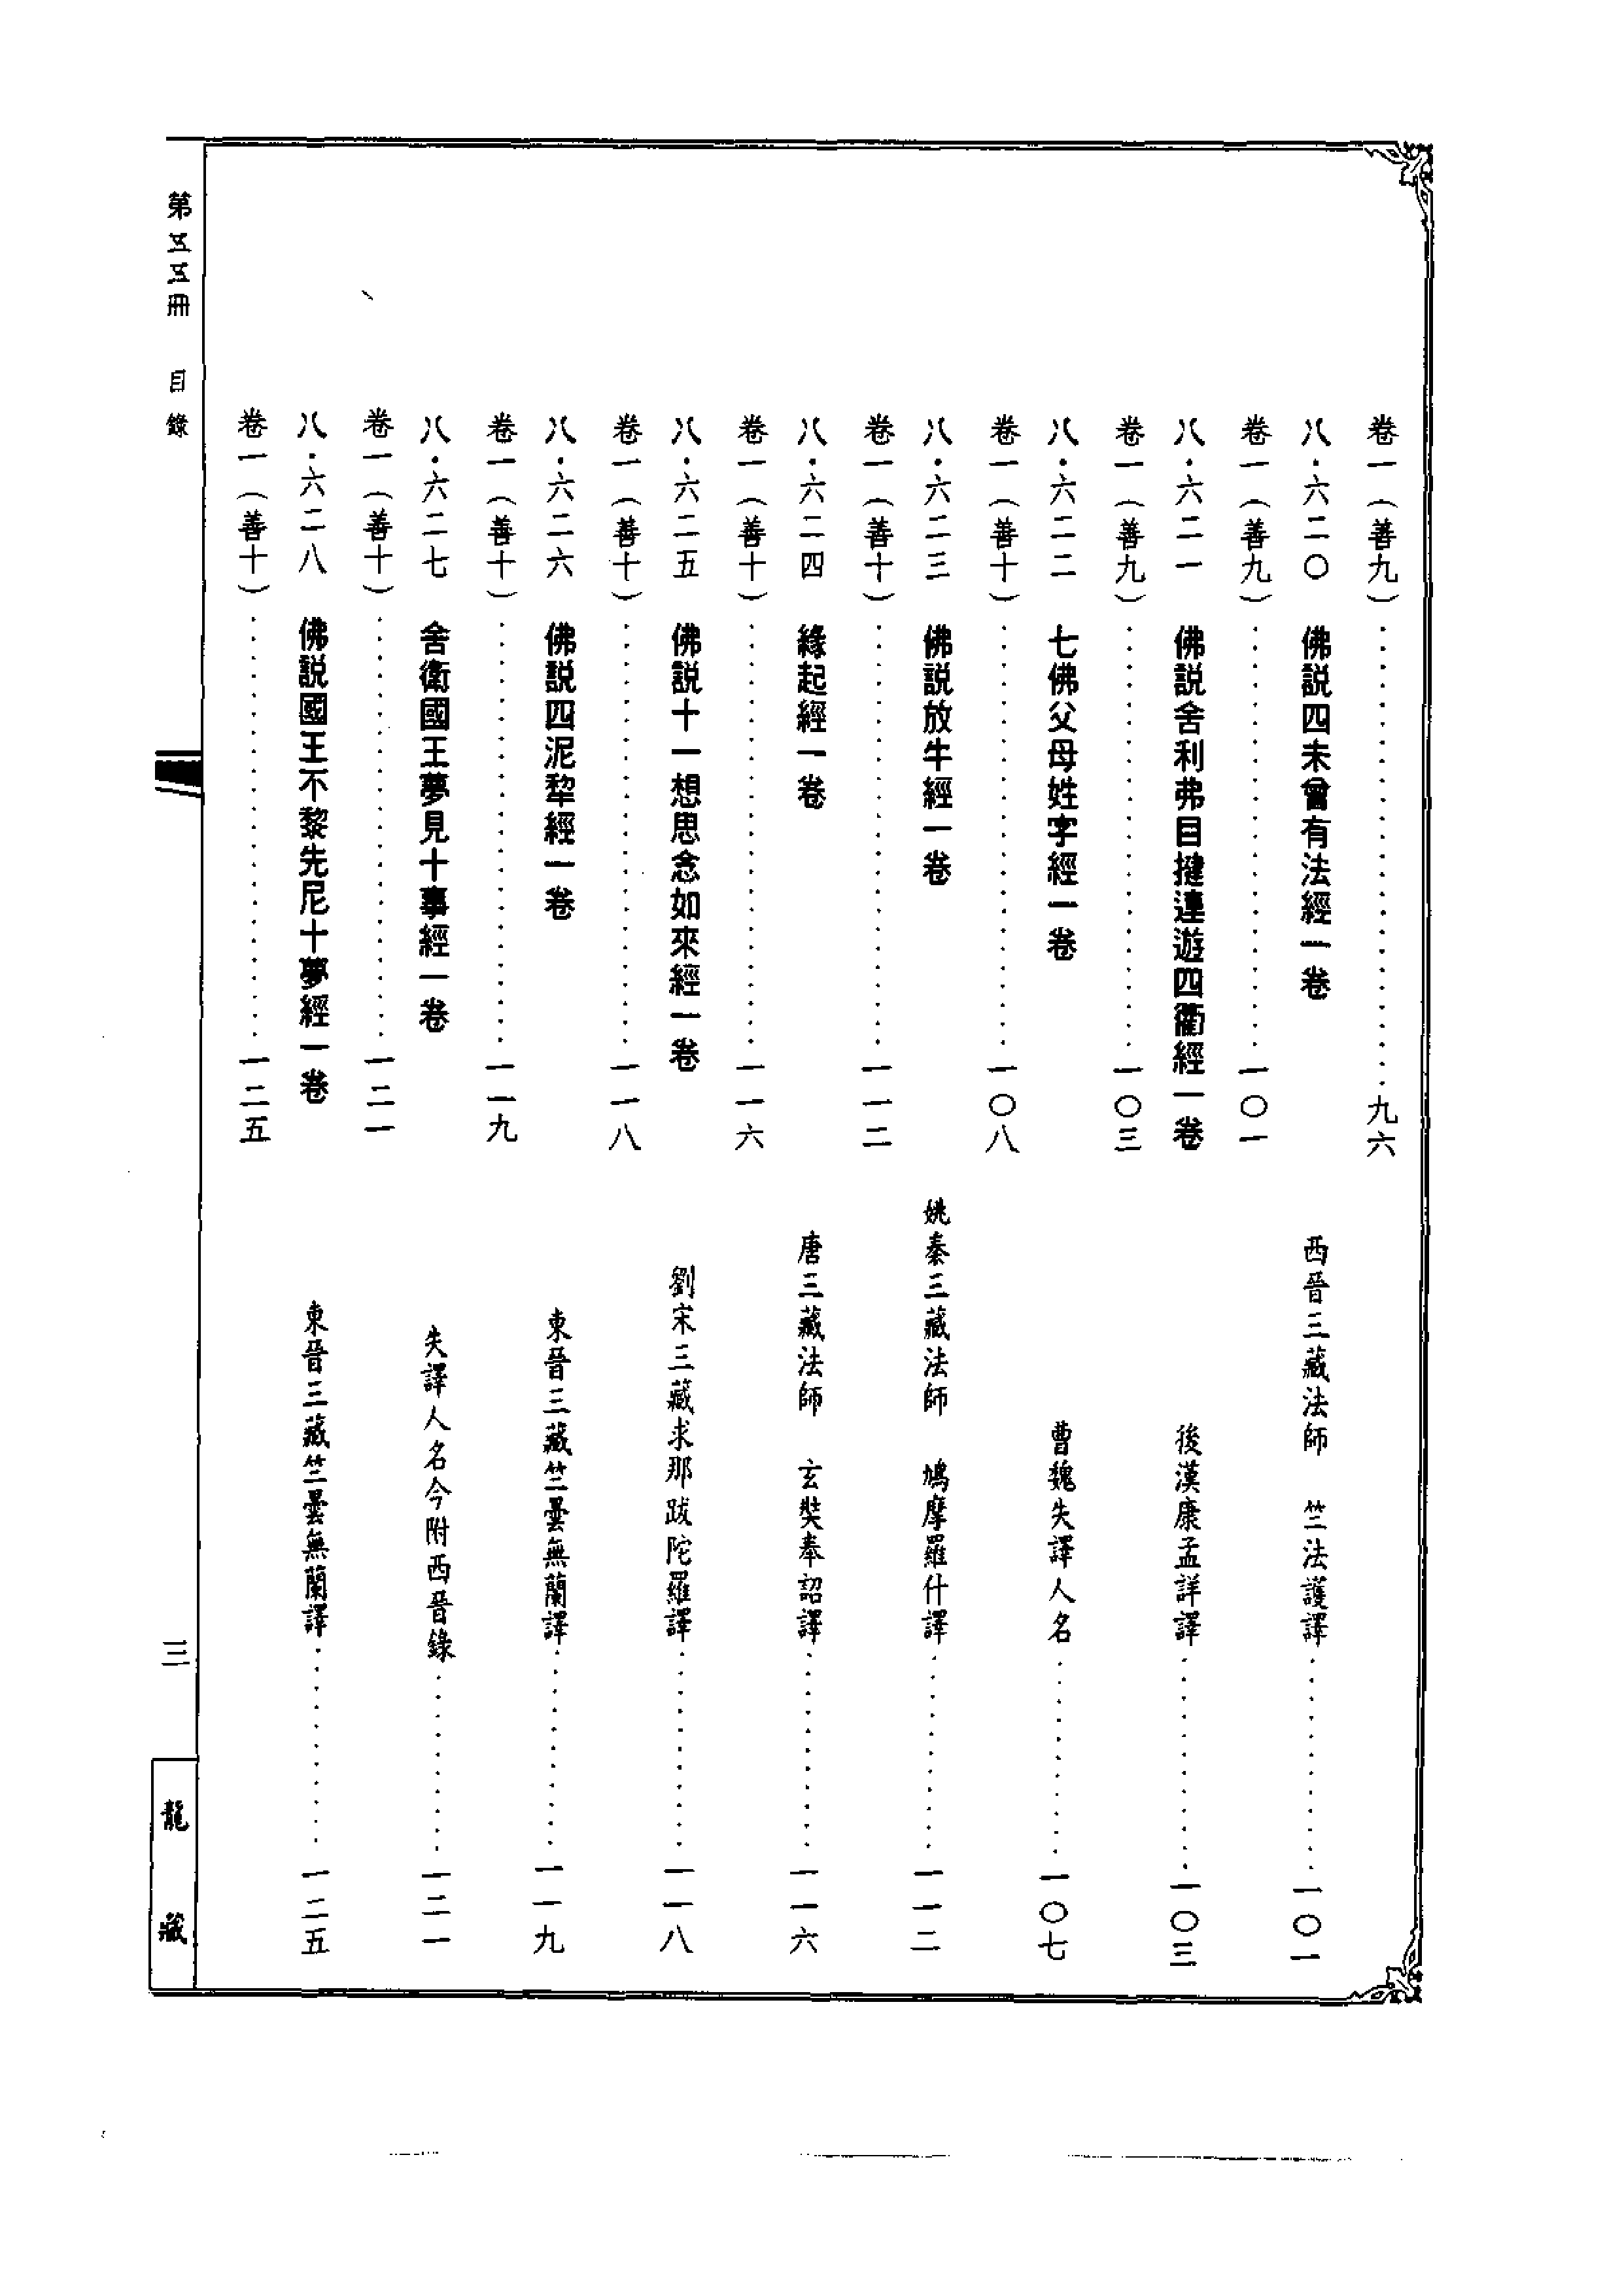 卷一（善九）……九六
八·六二〇　佛説四未曾有法經一卷　西晉三藏法師　竺法護譯……一〇一
卷一（善九）……一〇一
八·六二一　佛説舍利弗目揵連遊四衢經一卷　後漢康孟詳譯……一〇三
卷一（善九）……一〇三
八·六二二　七佛父母姓字經一卷　曹魏失譯人名……一〇七
卷一（善十）……一〇八
八·六二三　佛説放牛經一卷　姚秦三藏法師　鳩摩羅什譯……一一二
卷一（善十）……一一二
八·六二四　緣起經一卷　唐三藏法師　玄奘奉詔譯……一一六
卷一（善十）……一一六
八·六二五　佛説十一想思念如來經一卷　劉宋三藏求那跋陀羅譯……一一八
卷一（善十）……一一八
八·六二六　佛説四泥犂經一卷　東晉三藏竺曇無蘭譯……一一九
卷一（善十）……一一九
八·六二七　舍衛國王夢見十事經一卷　失譯人名今附西晉錄……一二一
卷一（善十）……一二一
八·六二八　佛説國王不黎先尼十夢經一卷　東晉三藏竺曇無蘭譯……一二五
卷一（善十）……一二五
第五五冊　目錄
三
龍藏